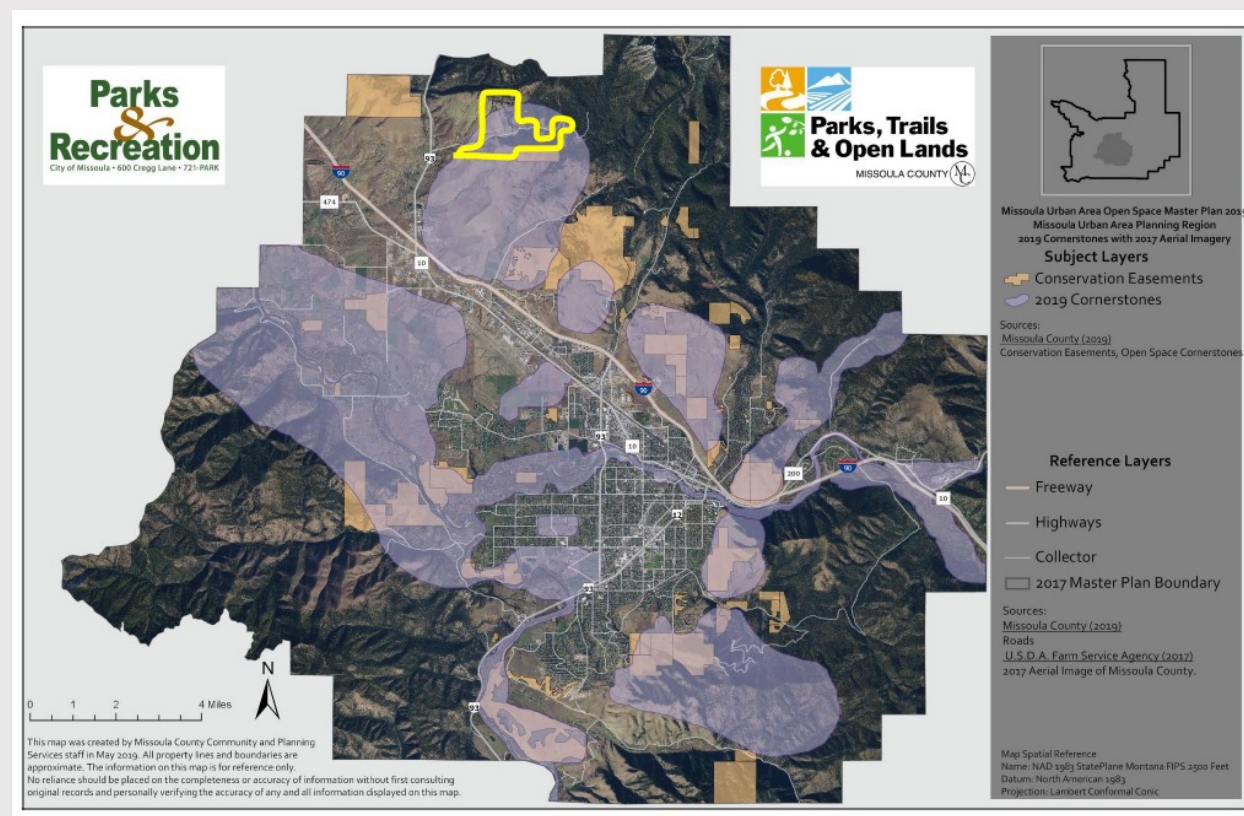 Parks
&
Recreation
City of Missoula • 600 Cregg Lane • 721-PARK
Parks, Trails
& Open Lands
MISSOULA COUNTY
Missoula Urban Area Open Space Master Plan 2019
Missoula Urban Area Planning Region
2019 Cornerstones with 2017 Aerial Imagery
Subject Layers
Conservation Easements
2019 Cornerstones
Sources:
Missoula County (2019)
Conservation Easements, Open Space Cornerstones
Reference Layers
Freeway
Highways
Collector
2017 Master Plan Boundary
Sources:
Missoula County (2019)
Roads
U.S.D.A. Farm Service Agency (2017)
2017 Aerial Image of Missoula County.
Map Spatial Reference
Name: NAD 1983 StatePlane Montana FIPS 2500 Feet
Datum: North American 1983
Projection: Lambert Conformal Conic
93
90
474
10
90
93
10
200
90
10
12
93
93
N
0 1 2 4 Miles
This map was created by Missoula County Community and Planning
Services staff in May 2019. All property lines and boundaries are
approximate. The information on this map is for reference only.
No reliance should be placed on the completeness or accuracy of information without first consulting
original records and personally verifying the accuracy of any and all information displayed on this map.